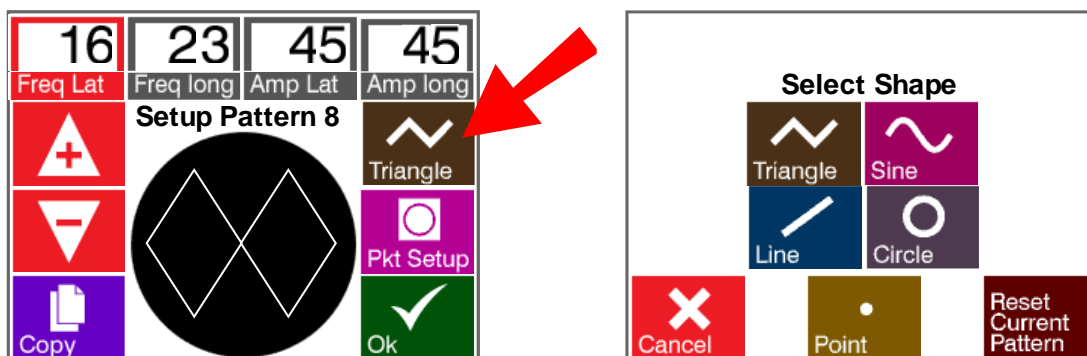 16 23 45 45
Freq Lat Freq long Amp Lat Amp long
Setup Pattern 8
+
Triangle
−
Pkt Setup
Copy
Ok
Select Shape
Triangle Sine
Line Circle
Cancel Point Reset
Current
Pattern